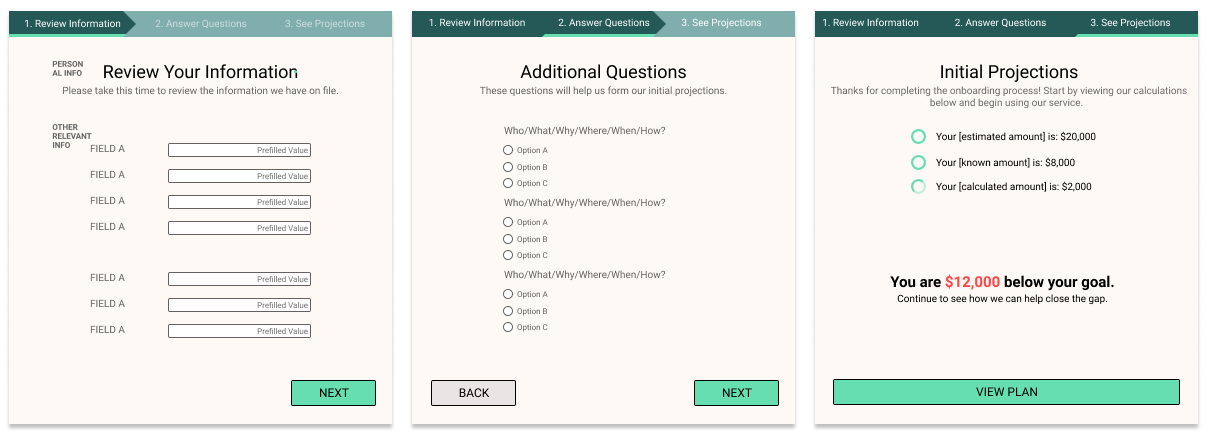 1. Review Information
2. Answer Questions
3. See Projections
PERSON
AL INFO
Review Your Information
Please take this time to review the information we have on file.
OTHER
RELEVANT
INFO
FIELD A
Prefilled Value
FIELD A
Prefilled Value
FIELD A
Prefilled Value
FIELD A
Prefilled Value
FIELD A
Prefilled Value
FIELD A
Prefilled Value
FIELD A
Prefilled Value
NEXT
1. Review Information
2. Answer Questions
3. See Projections
Additional Questions
These questions will help us form our initial projections.
Who/What/Why/Where/When/How?
Option A
Option B
Option C
Who/What/Why/Where/When/How?
Option A
Option B
Option C
Who/What/Why/Where/When/How?
Option A
Option B
Option C
BACK
NEXT
1. Review Information
2. Answer Questions
3. See Projections
Initial Projections
Thanks for completing the onboarding process! Start by viewing our calculations
below and begin using our service.
Your [estimated amount] is: $20,000
Your [known amount] is: $8,000
Your [calculated amount] is: $2,000
You are $12,000 below your goal.
Continue to see how we can help close the gap.
VIEW PLAN